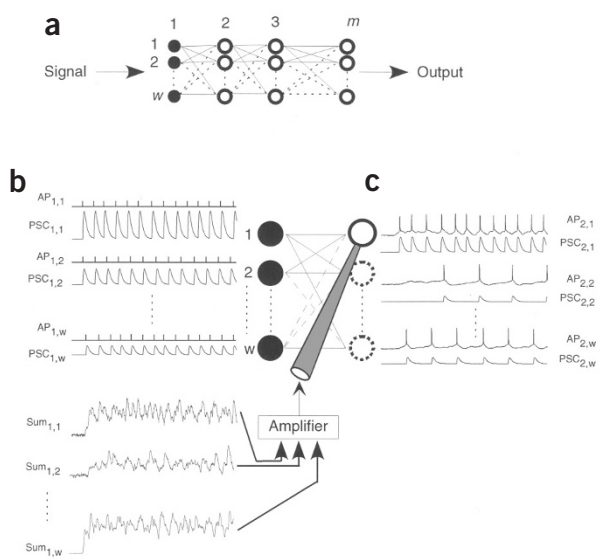 a
1 2 3 m
1
2
w
Signal
Output
b
AP1,1
PSC1,1
AP1,2
PSC1,2
AP1,w
PSC1,w
1
2
w
Sum1,1
Sum1,2
Sum1,w
Amplifier
c
AP2,1
PSC2,1
AP2,2
PSC2,2
AP2,w
PSC2,w